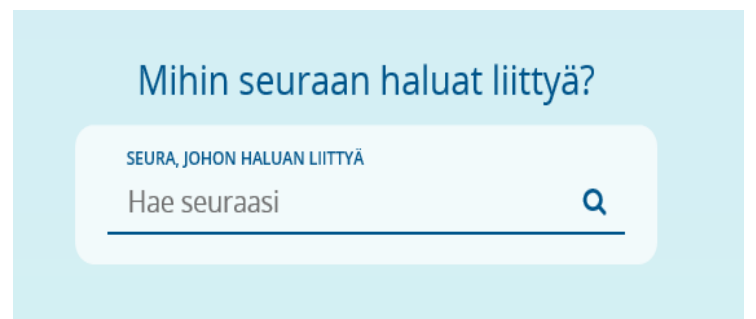 Mihin seuraan haluat liittyä?
SEURA, JOHON HALUAN LIITTYÄ
Hae seuraasi